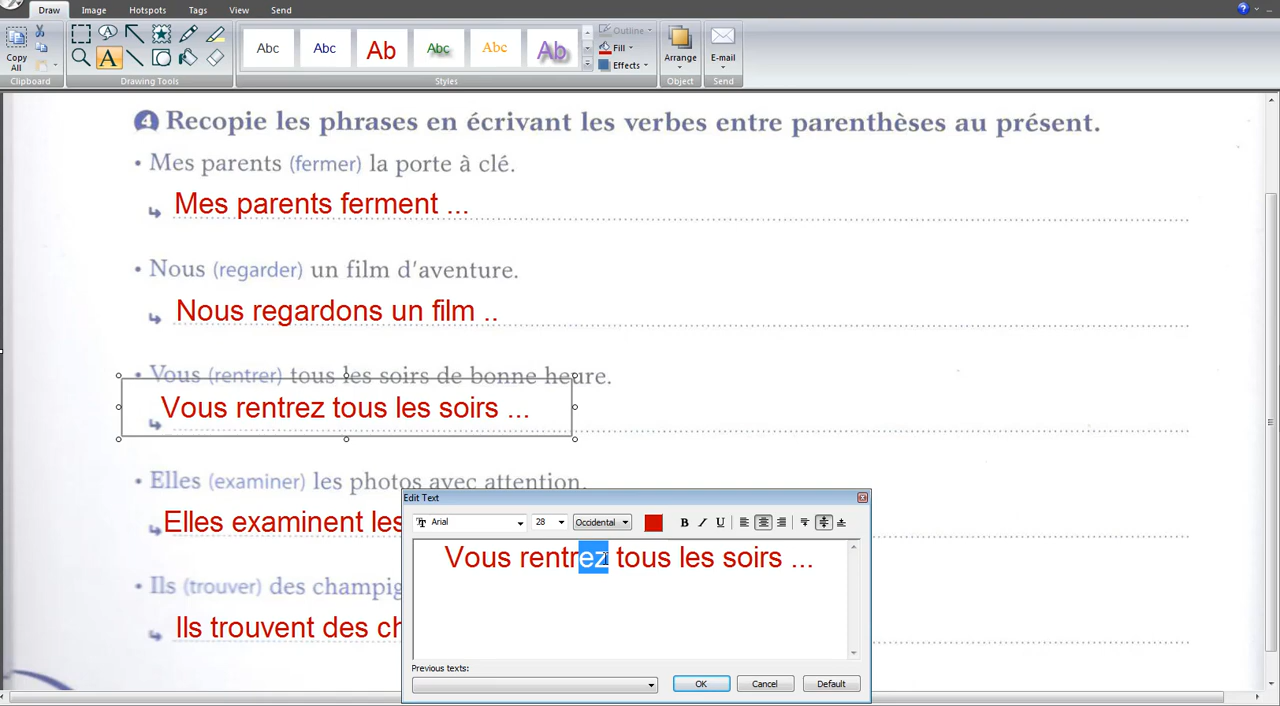 Draw Image Hotspots Tags View Send
Copy All
Abc Abc Ab Abc Abc Ab
Outline
Fill
Effects
Arrange
E-mail
Clipboard Drawing Tools Styles Object Send
4 Recopie les phrases en écrivant les verbes entre parenthèses au présent.
• Mes parents (fermer) la porte à clé.
Mes parents ferment ...
• Nous (regarder) un film d'aventure.
Nous regardons un film ..
• Vous (rentrer) tous les soirs de bonne heure.
Vous rentrez tous les soirs ...
• Elles (examiner) les photos avec attention.
Elles examinent les
• Ils (trouver) des champig
Ils trouvent des ch
Edit Text
Arial 28 Occidental B I U
Vous rentrez tous les soirs ...
Previous texts:
OK Cancel Default